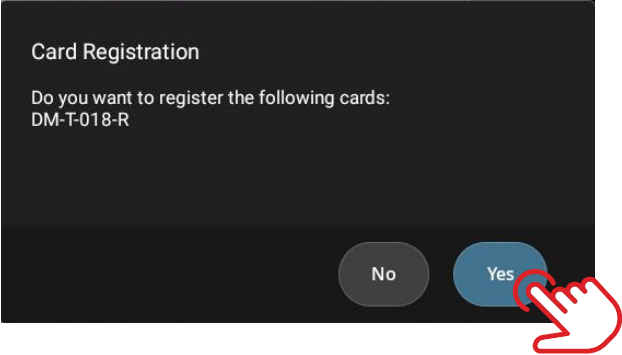 Card Registration
Do you want to register the following cards:
DM-T-018-R
No
Yes